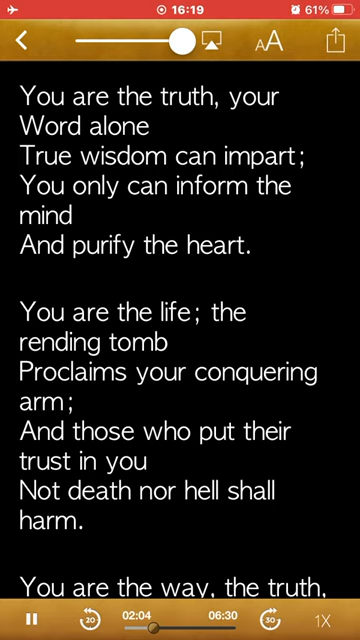 16:19
61%
AA
You are the truth, your
Word alone
True wisdom can impart;
You only can inform the
mind
And purify the heart.
You are the life; the
rending tomb
Proclaims your conquering
arm;
And those who put their
trust in you
Not death nor hell shall
harm.
You are the way, the truth,
20
02:04
06:30
30
1X